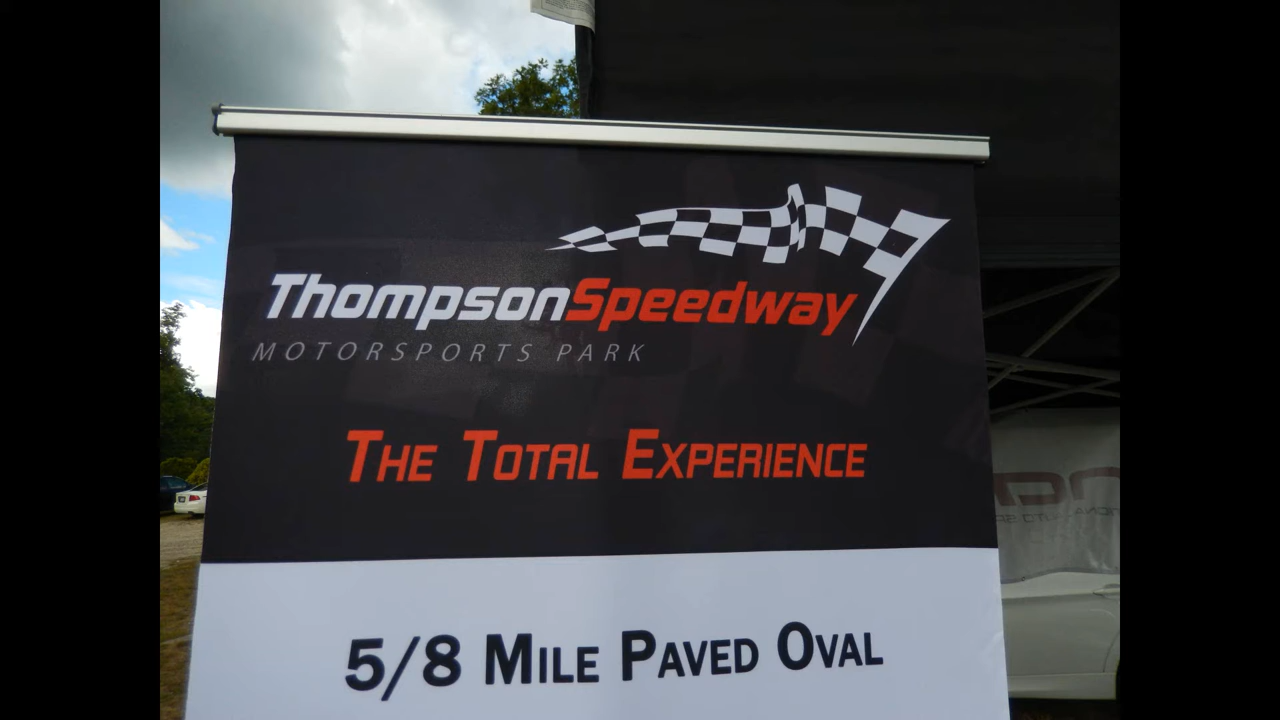 ThompsonSpeedway
MOTORSPORTS PARK
THE TOTAL EXPERIENCE
5/8 MILE PAVED OVAL